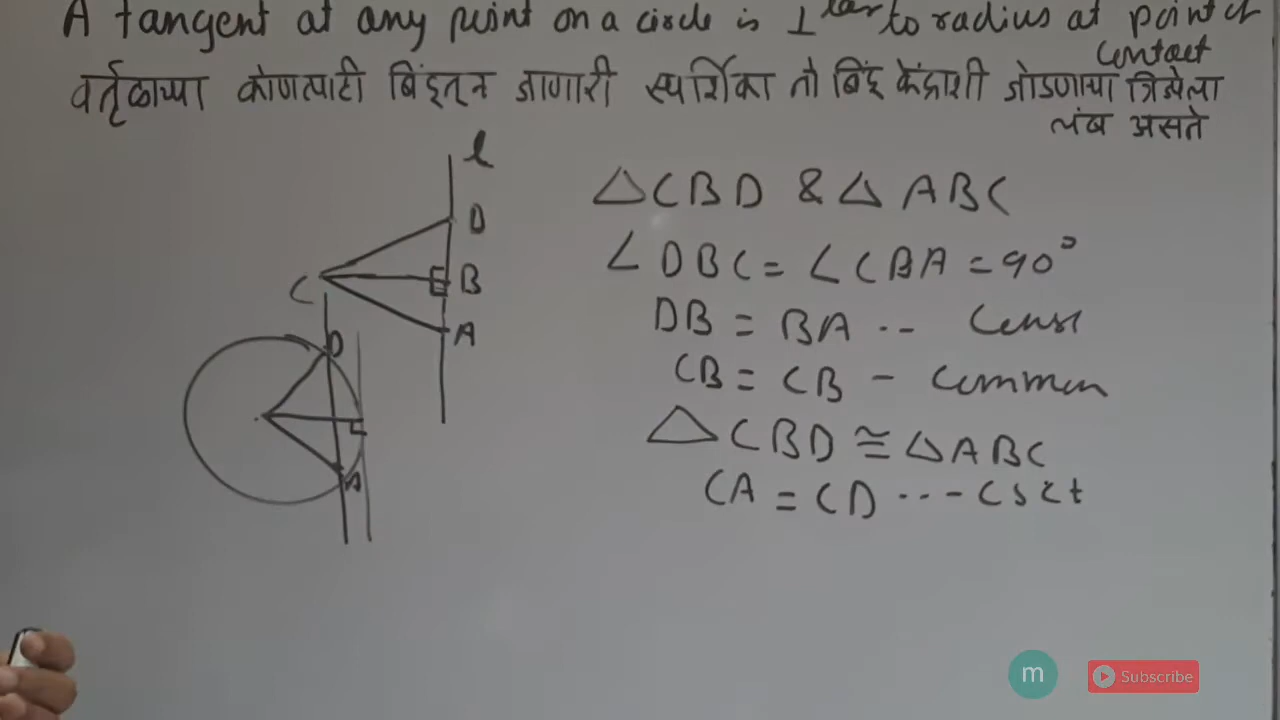 A tangent at any point on a circle is ⊥lar to radius at point of
contact
वर्तृळाच्या कोणत्याही बिंदूतून जाणारी स्पर्शिका तो बिंदू केंद्राशी जोडणाऱ्या त्रिज्येला
लंब असते
l
D
B
A
C
D
A
△CBD & △ABC
∠DBC = ∠CBA = 90°
DB = BA -- Const
CB = CB - Common
△CBD ≅ △ABC
CA = CD ---- CSCt
m
Subscribe